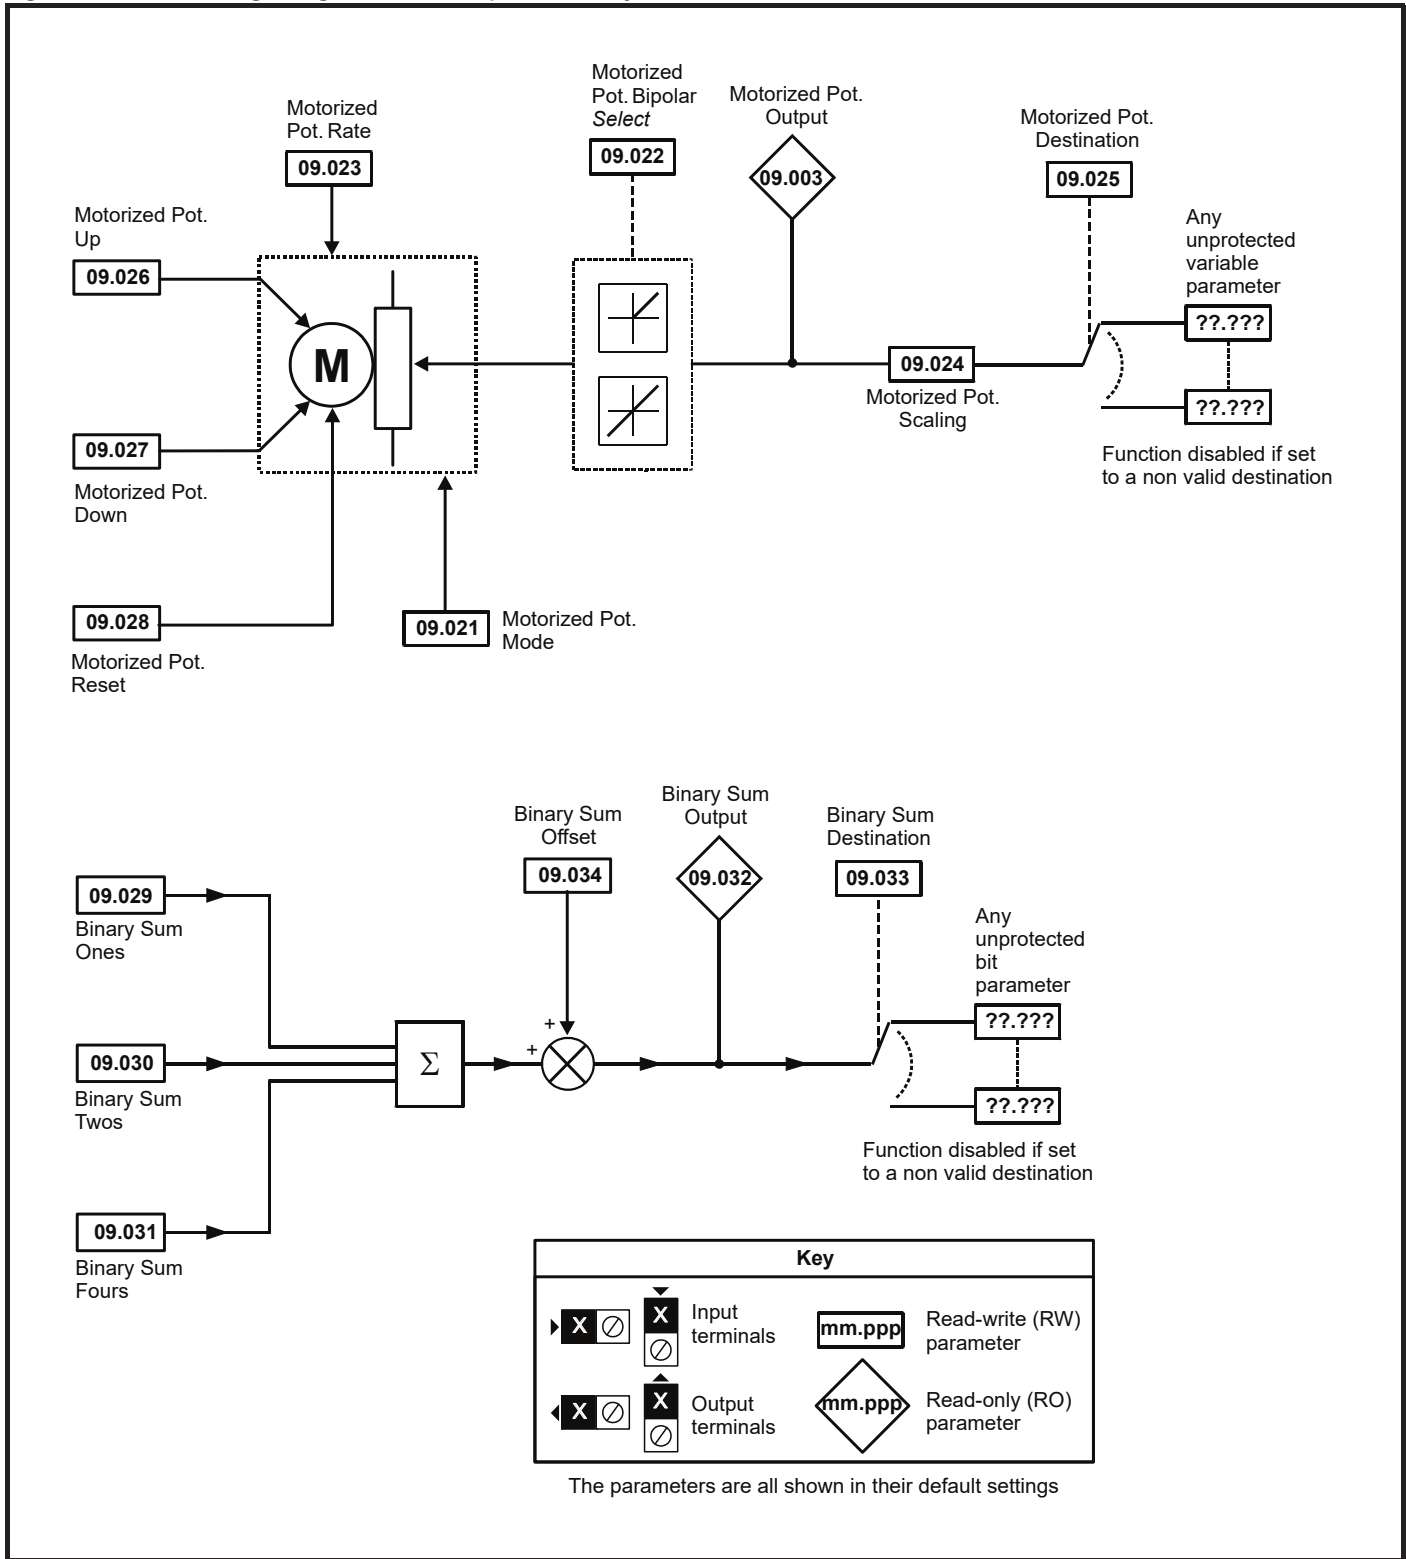 Motorized
Pot. Rate
09.023
Motorized
Pot. Bipolar
Select
09.022
Motorized Pot.
Output
09.003
Motorized Pot.
Destination
09.025
Motorized Pot.
Up
09.026
Any
unprotected
variable
parameter
??.???
M
09.024
Motorized Pot.
Scaling
??.???
09.027
Motorized Pot.
Down
Function disabled if set
to a non valid destination
09.028
Motorized Pot.
Reset
09.021
Motorized Pot.
Mode
Binary Sum
Offset
09.034
Binary Sum
Output
09.032
Binary Sum
Destination
09.033
09.029
Binary Sum
Ones
Any
unprotected
bit
parameter
??.???
09.030
Binary Sum
Twos
Σ
+
+
??.???
Function disabled if set
to a non valid destination
09.031
Binary Sum
Fours
Key
X
X
Input
terminals
mm.ppp
Read-write (RW)
parameter
X
X
Output
terminals
mm.ppp
Read-only (RO)
parameter
The parameters are all shown in their default settings